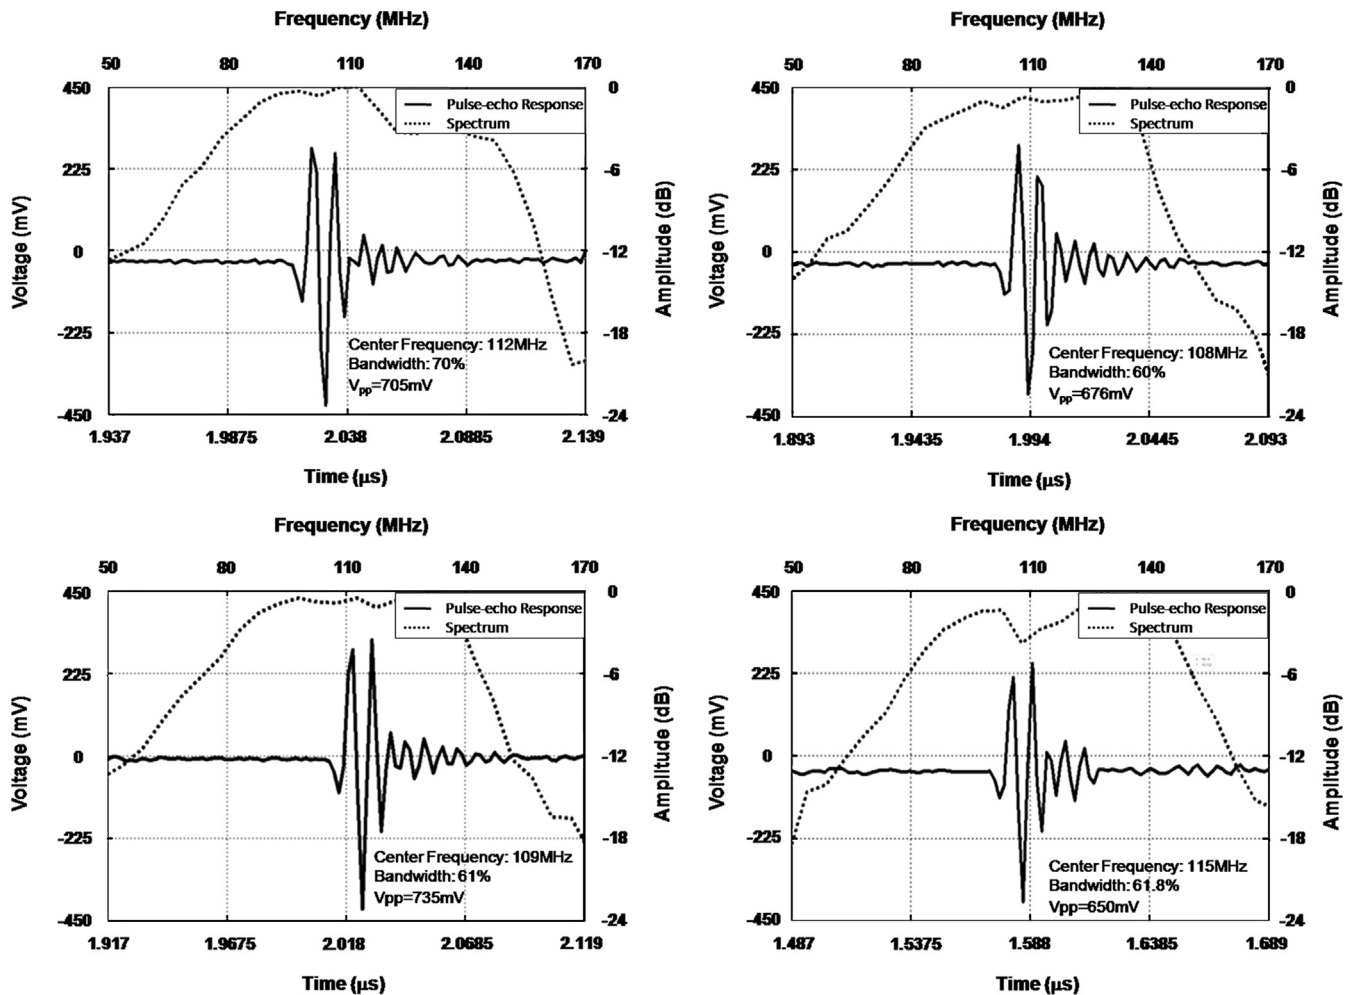 Frequency (MHz)
50 80 110 140 170
450 0
Pulse-echo Response
Spectrum
225 -6
0 -12
-225 -18
-450 -24
Voltage (mV)
Amplitude (dB)
Center Frequency: 112MHz
Bandwidth: 70%
Vpp=705mV
1.937 1.9875 2.038 2.0885 2.139
Time (μs)
Frequency (MHz)
50 80 110 140 170
450 0
Pulse-echo Response
Spectrum
225 -6
0 -12
-225 -18
-450 -24
Voltage (mV)
Amplitude (dB)
Center Frequency: 108MHz
Bandwidth: 60%
Vpp=676mV
1.893 1.9435 1.994 2.0445 2.093
Time (μs)
Frequency (MHz)
50 80 110 140 170
450 0
Pulse-echo Response
Spectrum
225 -6
0 -12
-225 -18
-450 -24
Voltage (mV)
Amplitude (dB)
Center Frequency: 109MHz
Bandwidth: 61%
Vpp=735mV
1.917 1.9675 2.018 2.0685 2.119
Time (μs)
Frequency (MHz)
50 80 110 140 170
450 0
Pulse-echo Response
Spectrum
225 -6
0 -12
-225 -18
-450 -24
Voltage (mV)
Amplitude (dB)
Center Frequency: 115MHz
Bandwidth: 61.8%
Vpp=650mV
1.487 1.5375 1.588 1.6385 1.689
Time (μs)